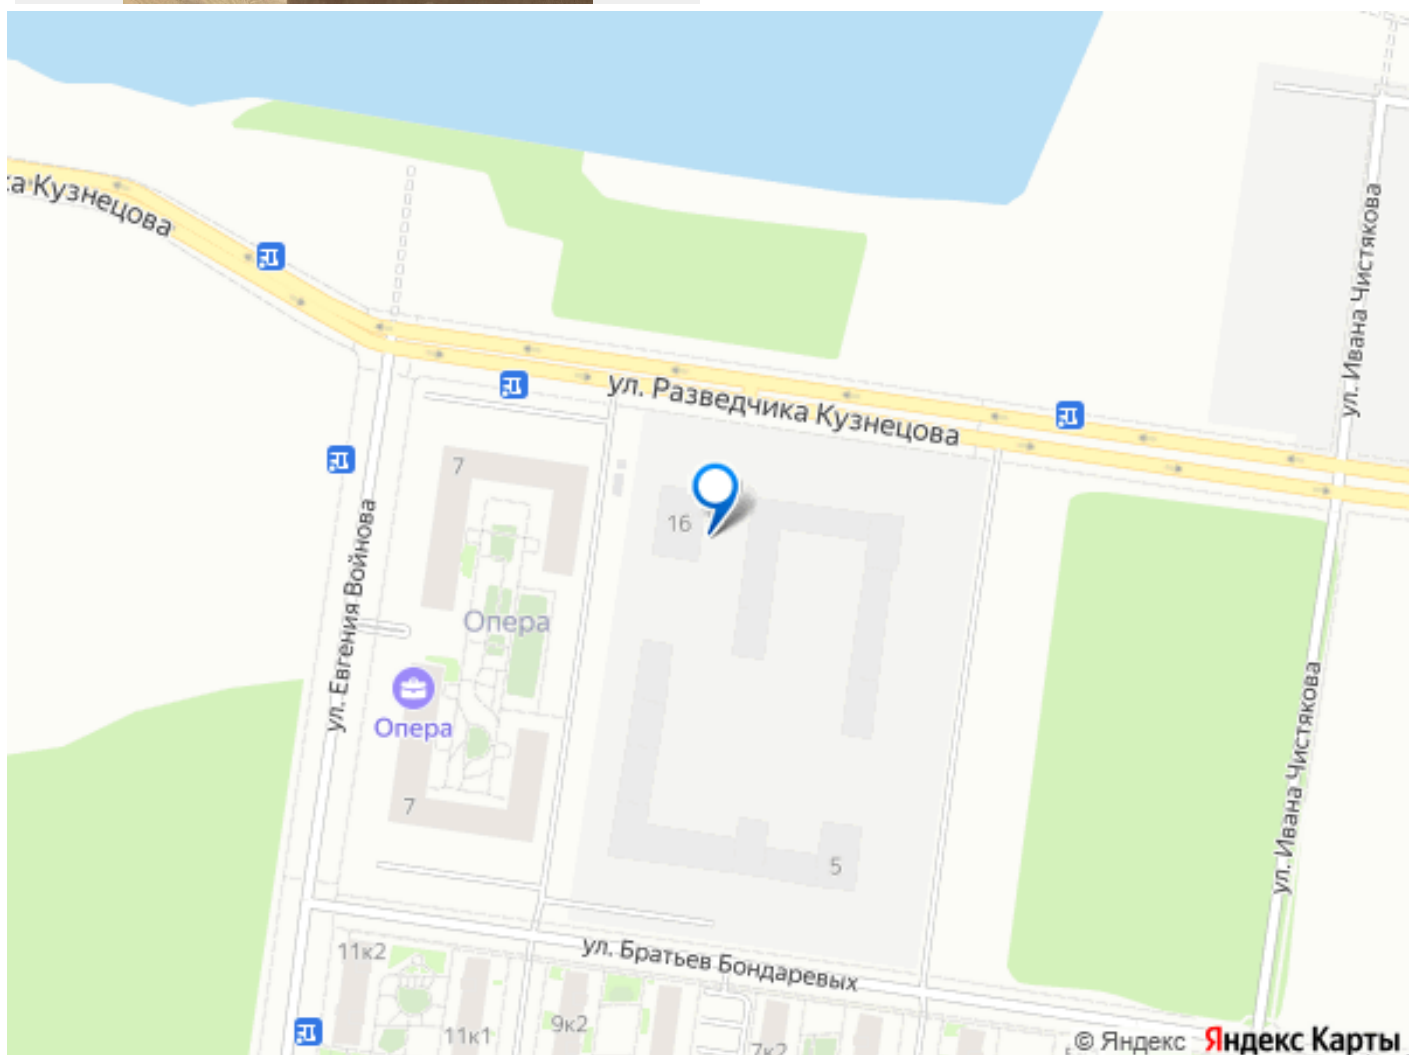 ка Кузнецова
ул. Ивана Чистякова
ул. Разведчика Кузнецова
7
16
ул. Евгения Войнова
Опера
Опера
7
5
ул. Ивана Чистякова
ул. Братьев Бондаревых
11к2
11к1
9к2
7к2
© Яндекс Яндекс Карты